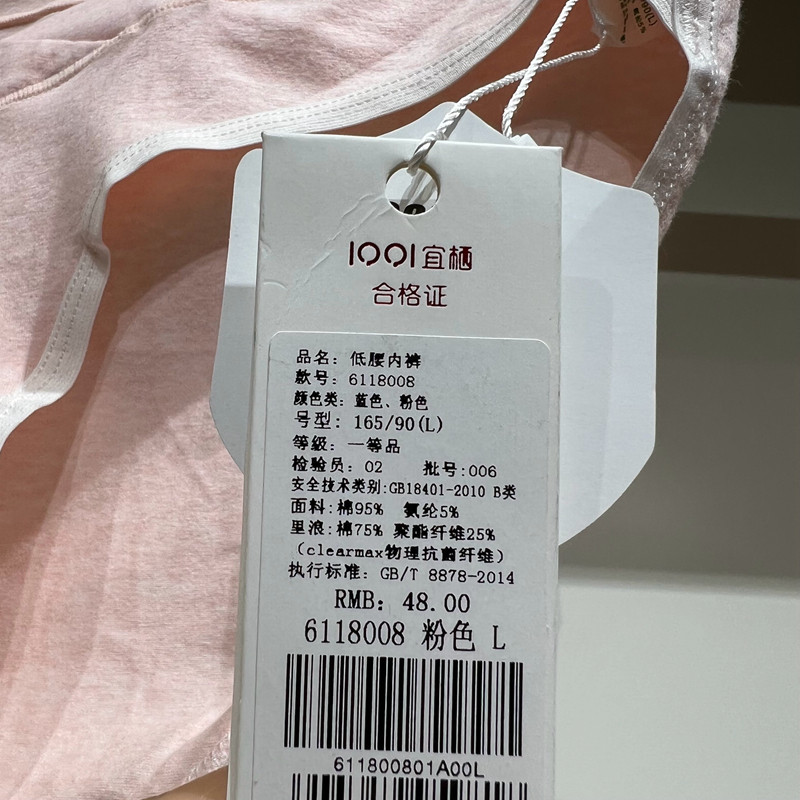 1001宜栖
合格证
品名：低腰内裤
款号：6118008
颜色类：蓝色、粉色
号型：165/90(L)
等级：一等品
检验员：02 批号:006
安全技术类别:GB18401-2010 B类
面料:棉95% 氨纶5%
里浪:棉75% 聚酯纤维25%
（clearmax物理抗菌纤维）
执行标准：GB/T 8878-2014
RMB：48.00
6118008 粉色 L
611800801A00L